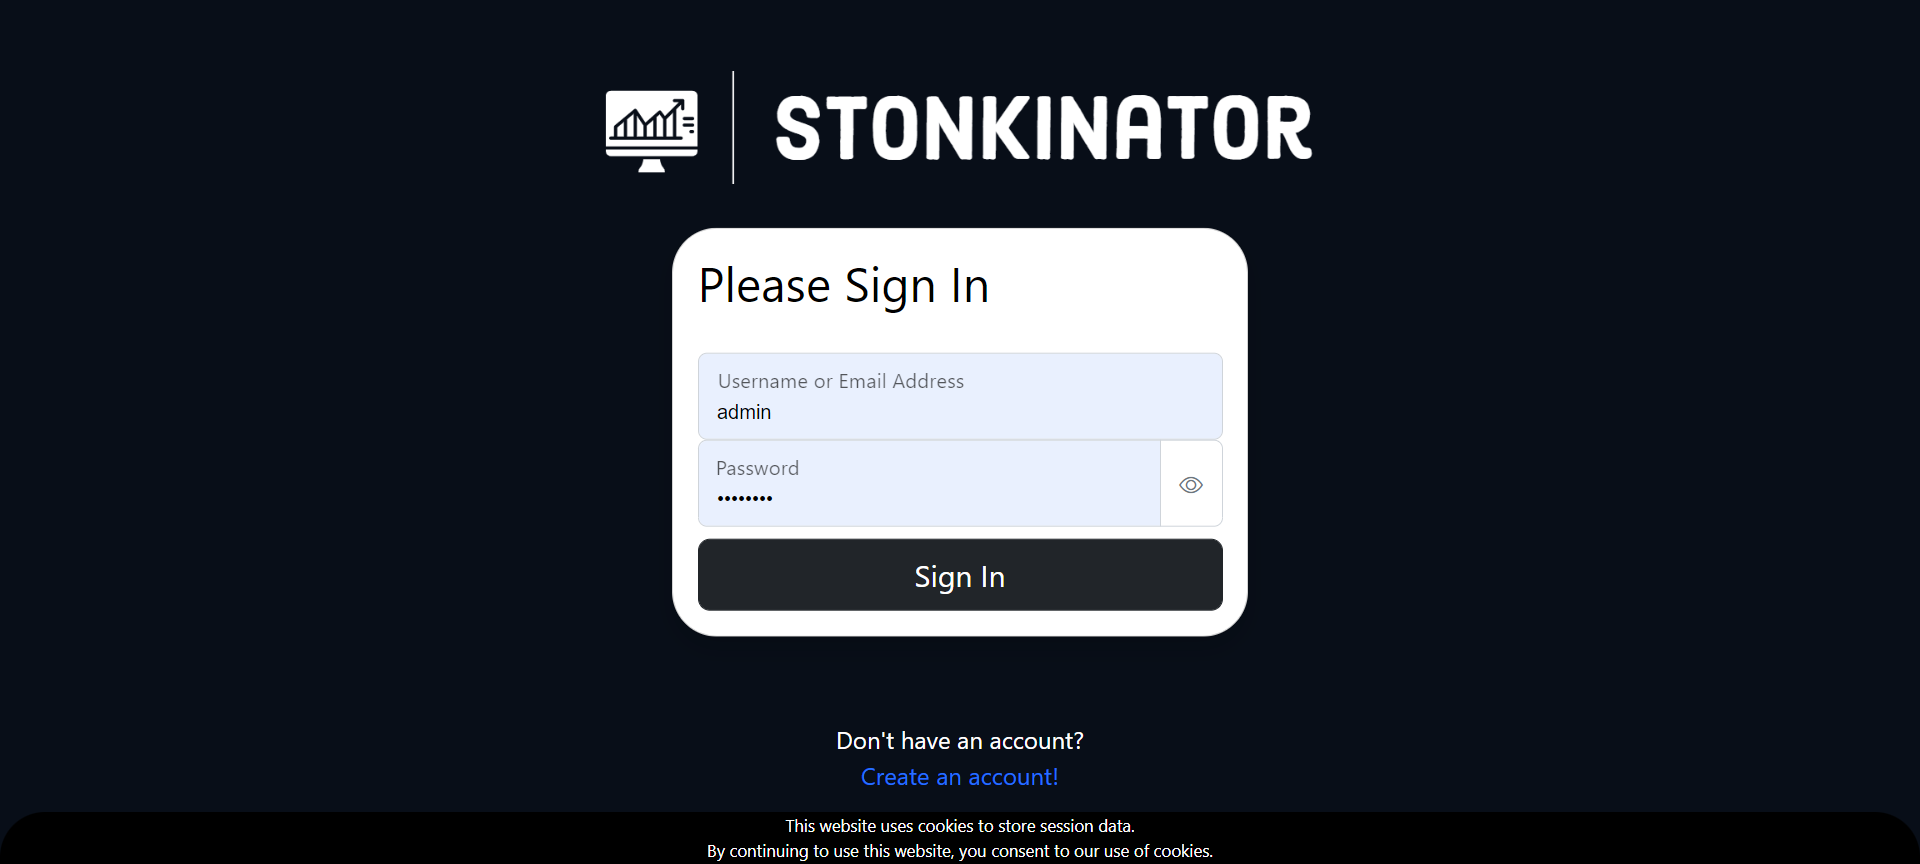 STONKINATOR
Please Sign In
Username or Email Address
admin
Password
••••••••
Sign In
Don't have an account?
Create an account!
This website uses cookies to store session data.
By continuing to use this website, you consent to our use of cookies.